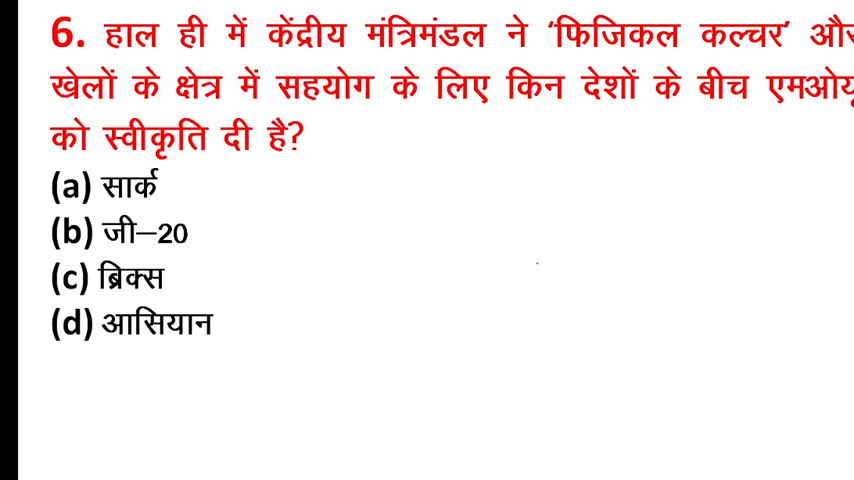 6. हाल ही में केंद्रीय मंत्रिमंडल ने ‘फिजिकल कल्चर’ और
खेलों के क्षेत्र में सहयोग के लिए किन देशों के बीच एमओयू
को स्वीकृति दी है?
(a) सार्क
(b) जी–20
(c) ब्रिक्स
(d) आसियान